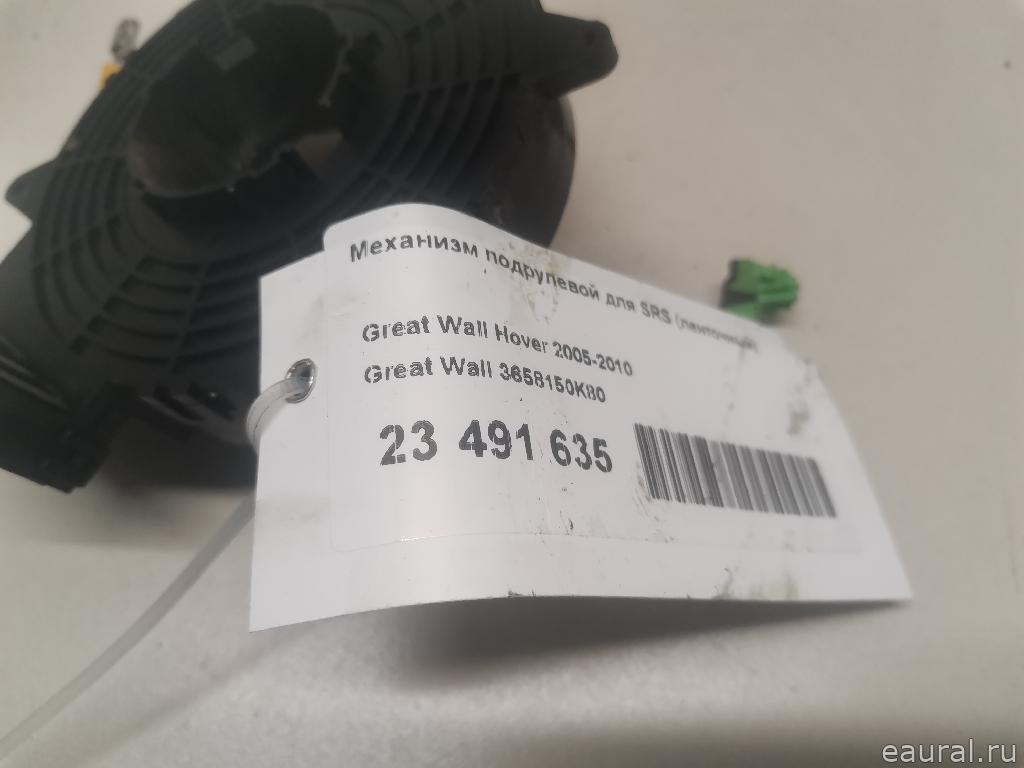 Механизм подрулевой для SRS (ленточный)
Great Wall Hover 2005-2010
Great Wall 3658150K80
23 491 635
eaural.ru